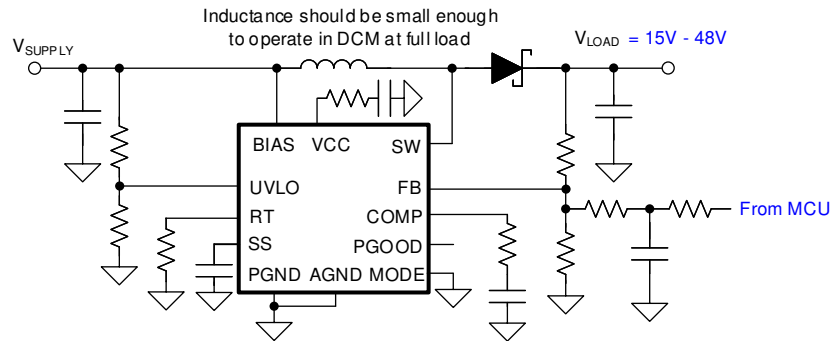 Inductance should be small enough
to operate in DCM at full load
VSUPPLY
VLOAD = 15V - 48V
BIAS VCC SW
UVLO FB
RT COMP
SS PGOOD
PGND AGND MODE
From MCU